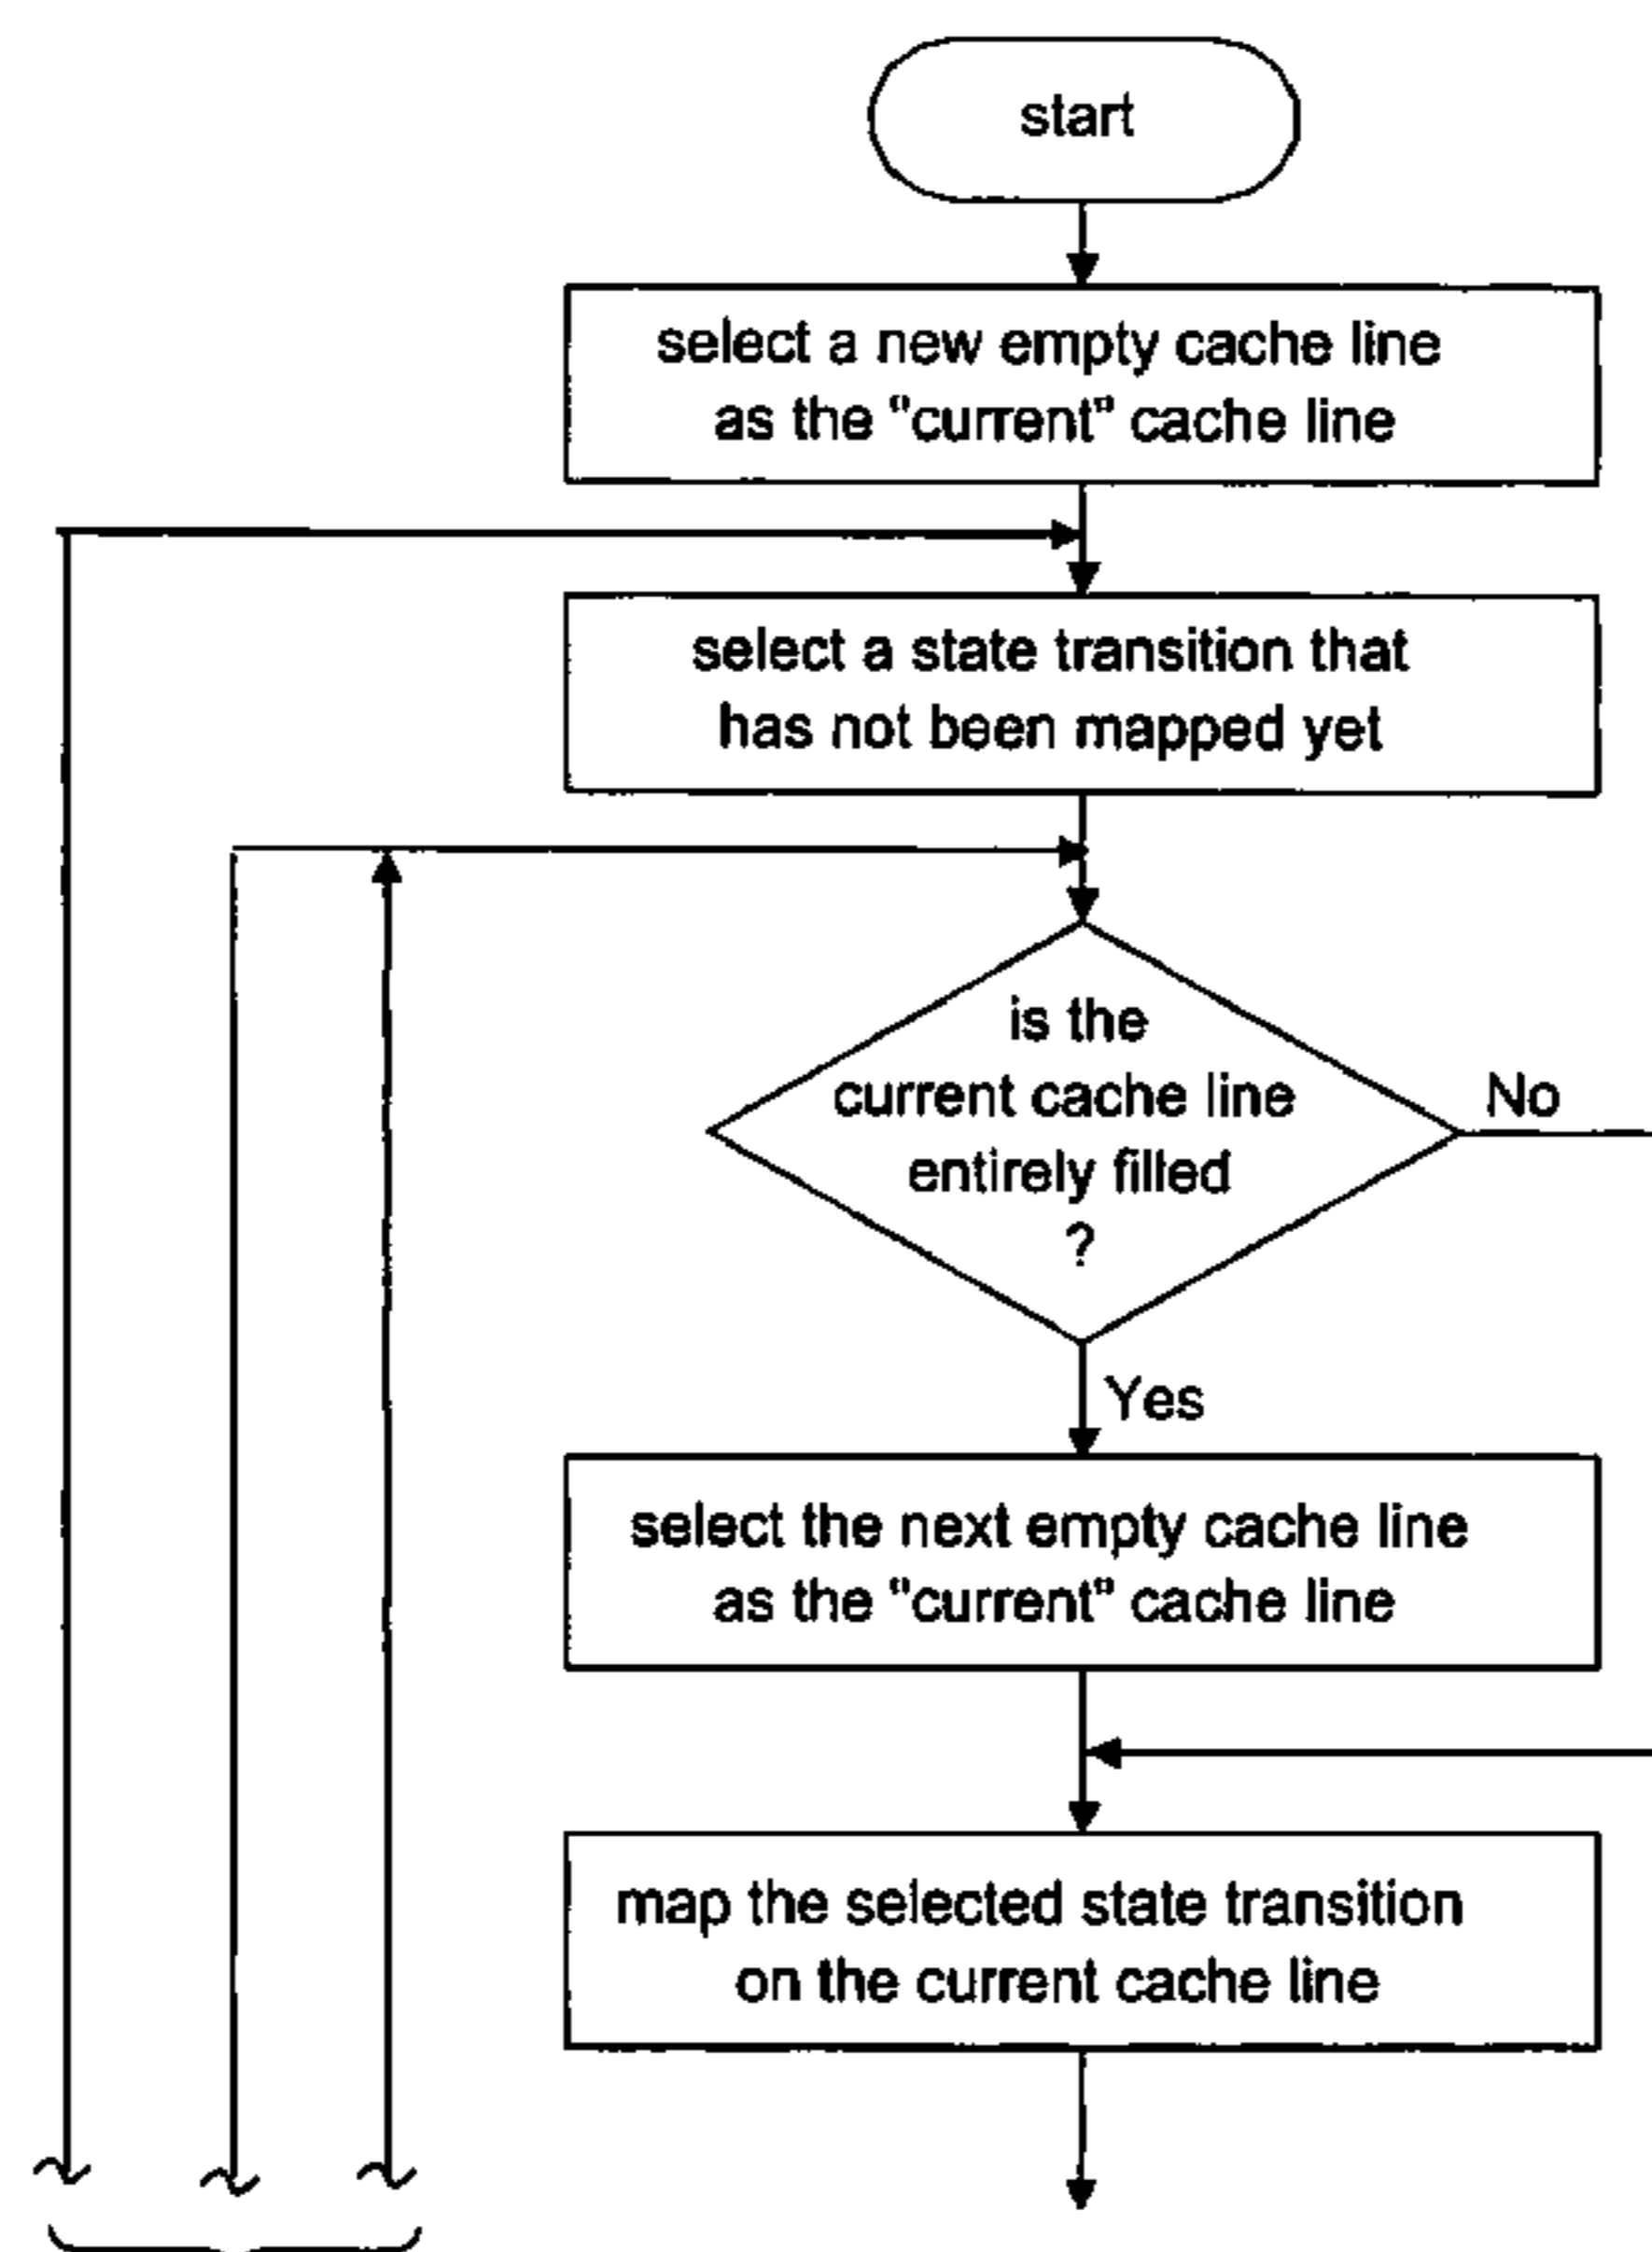 start
select a new empty cache line
as the "current" cache line
select a state transition that
has not been mapped yet
is the
current cache line
entirely filled
?
No
Yes
select the next empty cache line
as the "current" cache line
map the selected state transition
on the current cache line